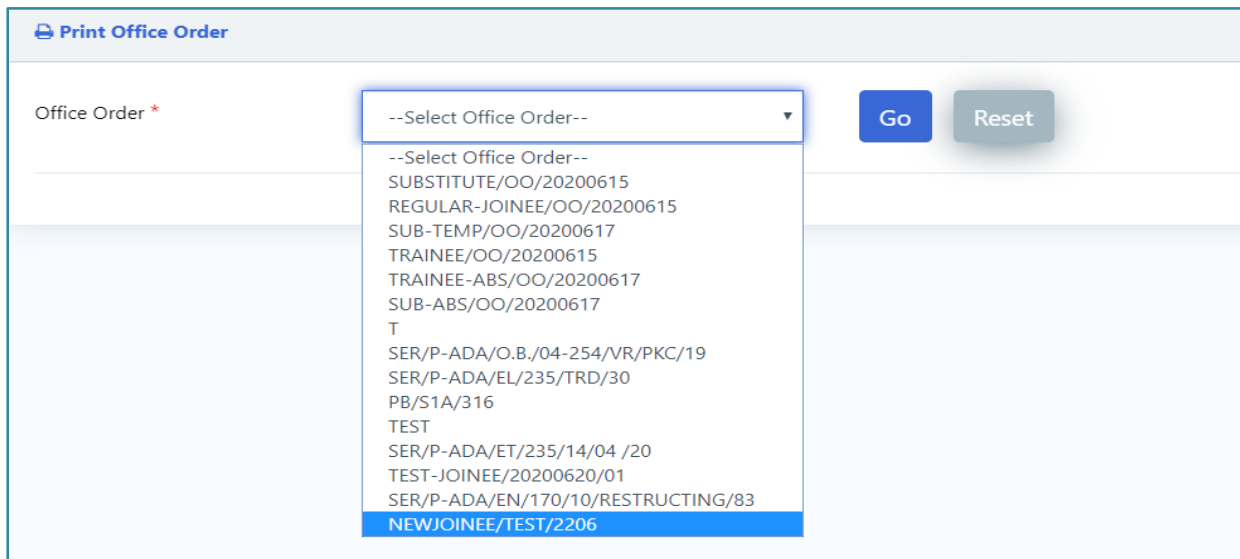 Print Office Order
Office Order *
--Select Office Order--
Go
Reset
--Select Office Order--
SUBSTITUTE/OO/20200615
REGULAR-JOINEE/OO/20200615
SUB-TEMP/OO/20200617
TRAINEE/OO/20200615
TRAINEE-ABS/OO/20200617
SUB-ABS/OO/20200617
T
SER/P-ADA/O.B./04-254/VR/PKC/19
SER/P-ADA/EL/235/TRD/30
PB/S1A/316
TEST
SER/P-ADA/ET/235/14/04 /20
TEST-JOINEE/20200620/01
SER/P-ADA/EN/170/10/RESTRUCTING/83
NEWJOINEE/TEST/2206